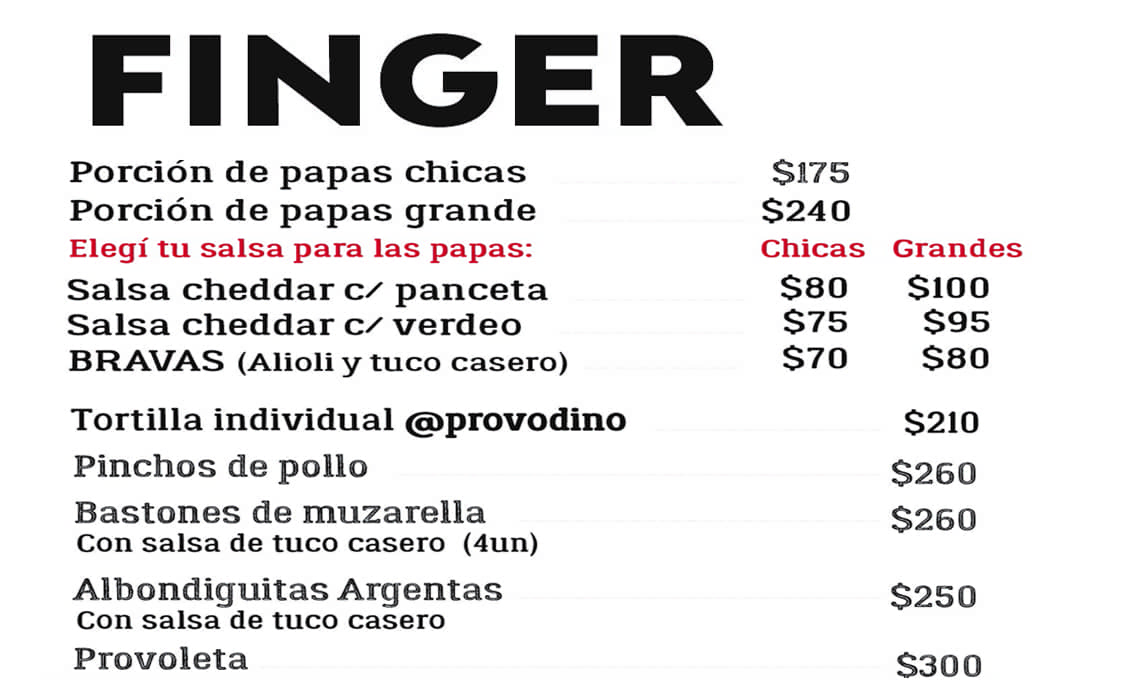 FINGER
Porción de papas chicas $175
Porción de papas grande $240
Elegí tu salsa para las papas: Chicas Grandes
Salsa cheddar c/ panceta $80 $100
Salsa cheddar c/ verdeo $75 $95
BRAVAS (Alioli y tuco casero) $70 $80
Tortilla individual @provodino $210
Pinchos de pollo $260
Bastones de muzarella $260
Con salsa de tuco casero (4un)
Albondiguitas Argentas $250
Con salsa de tuco casero
Provoleta $300